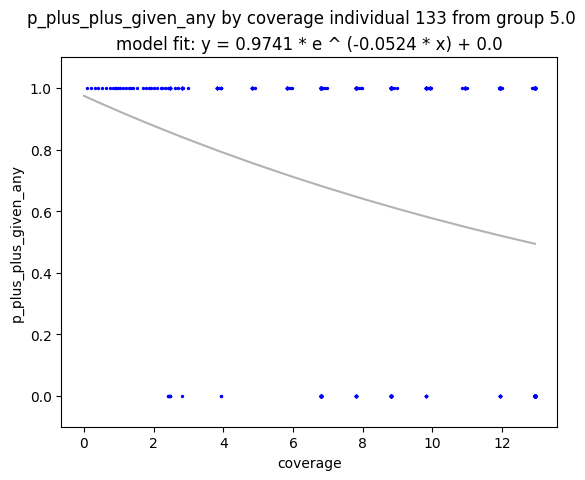 p_plus_plus_given_any by coverage individual 133 from group 5.0
model fit: y = 0.9741 * e ^ (-0.0524 * x) + 0.0
1.0
0.8
0.6
0.4
0.2
0.0
p_plus_plus_given_any
0 2 4 6 8 10 12
coverage